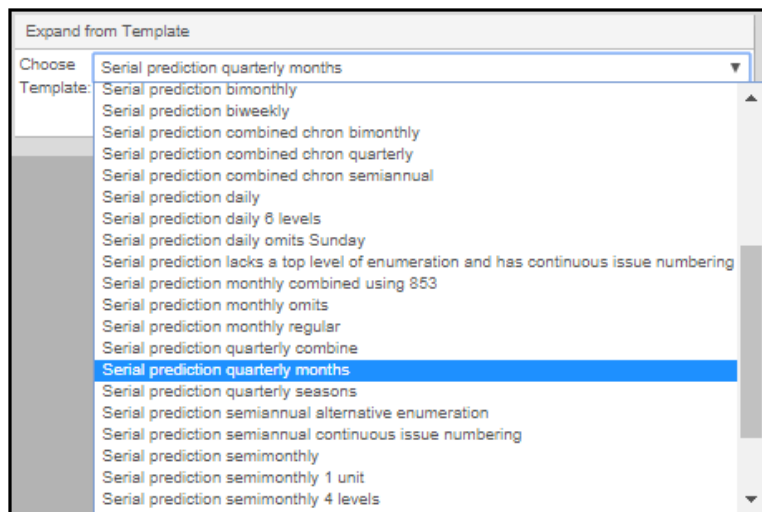 Expand from Template
Choose
Template:
Serial prediction quarterly months
Serial prediction bimonthly
Serial prediction biweekly
Serial prediction combined chron bimonthly
Serial prediction combined chron quarterly
Serial prediction combined chron semiannual
Serial prediction daily
Serial prediction daily 6 levels
Serial prediction daily omits Sunday
Serial prediction lacks a top level of enumeration and has continuous issue numbering
Serial prediction monthly combined using 853
Serial prediction monthly omits
Serial prediction monthly regular
Serial prediction quarterly combine
Serial prediction quarterly months
Serial prediction quarterly seasons
Serial prediction semiannual alternative enumeration
Serial prediction semiannual continuous issue numbering
Serial prediction semimonthly
Serial prediction semimonthly 1 unit
Serial prediction semimonthly 4 levels